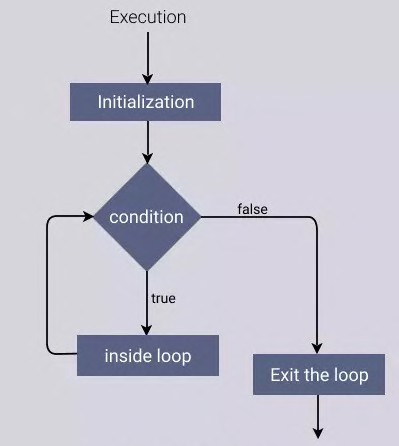 Execution
Initialization
condition
false
true
inside loop
Exit the loop